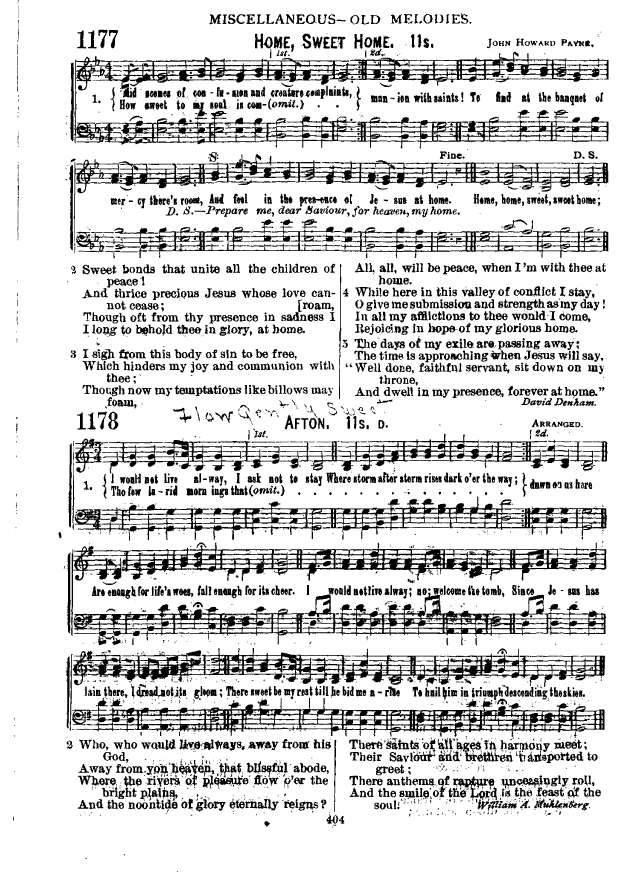 MISCELLANEOUS—OLD MELODIES.
1177
HOME, SWEET HOME. 11s.
JOHN HOWARD PAYNE.
1st. 2d.
1. { 'Mid scenes of con - fu - sion and creature complaints, } mun - ion with saints! To find at the banquet of
{ How sweet to my soul is com-(omit.) . . . }
S. Fine. D. S.
mer - cy there's room, And feel in the pres-ence of Je - sus at home. Home, home, sweet, sweet home;
D. S.—Prepare me, dear Saviour, for heaven, my home.
2 Sweet bonds that unite all the children of
peace!
And thrice precious Jesus whose love can-
not cease; [roam,
Though oft from thy presence in sadness I
I long to behold thee in glory, at home.
3 I sigh from this body of sin to be free,
Which hinders my joy and communion with
thee;
Though now my temptations like billows may
foam,
All, all, will be peace, when I'm with thee at
home.
4 While here in this valley of conflict I stay,
O give me submission and strength as my day!
In all my afflictions to thee would I come,
Rejoicing in hope of my glorious home.
5 The days of my exile are passing away;
The time is approaching when Jesus will say,
"Well done, faithful servant, sit down on my
throne,
And dwell in my presence, forever at home."
David Denham.
1178
Flow Gently Sweet
AFTON. 11s. D.
ARRANGED.
1st. 2d.
1. { I would not live al-way, I ask not to stay Where storm after storm rises dark o'er the way; } dawn on us here
{ The few lu-rid morn ings that (omit.) . . . . . . . . . . }
Are enough for life's woes, full enough for its cheer. I would not live alway; no; welcome the tomb, Since Je - sus has
lain there, I dread not its gloom; There sweet be my rest till he bid me a - rise To hail him in triumph descending the skies.
2 Who, who would live always, away from his
God,
Away from yon heaven, that blissful abode,
Where the rivers of pleasure flow o'er the
bright plains,
And the noontide of glory eternally reigns?
There saints of all ages in harmony meet;
Their Saviour and brethren transported to
greet;
There anthems of rapture unceasingly roll,
And the smile of the Lord is the feast of the
soul.
William A. Muhlenberg.
404